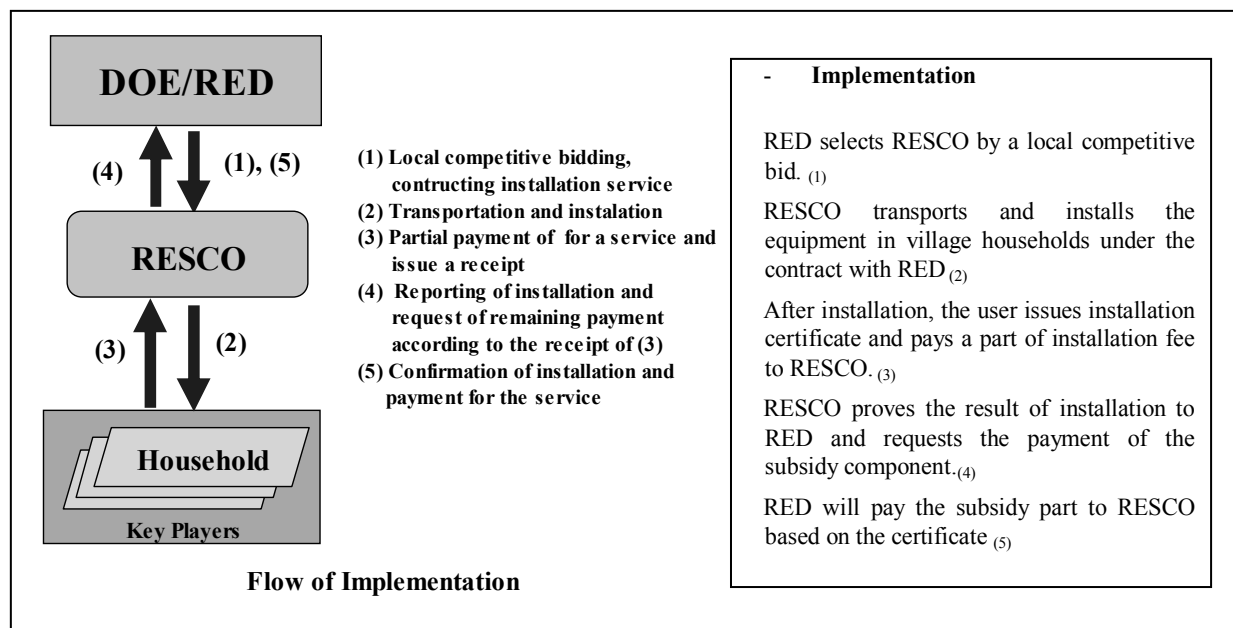 DOE/RED
(4)
(1), (5)
RESCO
(3)
(2)
Household
Key Players
(1) Local competitive bidding,
contructing installation service
(2) Transportation and instalation
(3) Partial payment of for a service and
issue a receipt
(4) Reporting of installation and
request of remaining payment
according to the receipt of (3)
(5) Confirmation of installation and
payment for the service
Flow of Implementation
- Implementation
RED selects RESCO by a local competitive
bid. (1)
RESCO transports and installs the
equipment in village households under the
contract with RED (2)
After installation, the user issues installation
certificate and pays a part of installation fee
to RESCO. (3)
RESCO proves the result of installation to
RED and requests the payment of the
subsidy component.(4)
RED will pay the subsidy part to RESCO
based on the certificate (5)